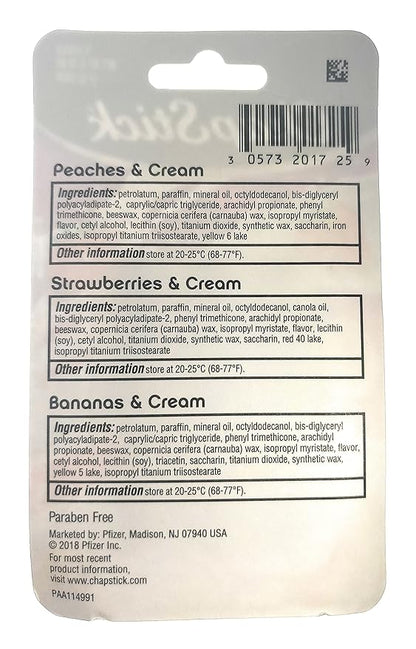 pStick
3 0573 2017 25 9
Peaches & Cream
Ingredients: petrolatum, paraffin, mineral oil, octyldodecanol, bis-diglyceryl
polyacyladipate-2, caprylic/capric triglyceride, arachidyl propionate, phenyl
trimethicone, beeswax, copernicia cerifera (carnauba) wax, isopropyl myristate,
flavor, cetyl alcohol, lecithin (soy), titanium dioxide, synthetic wax, saccharin, iron
oxides, isopropyl titanium triisostearate, yellow 6 lake
Other information store at 20-25°C (68-77°F).
Strawberries & Cream
Ingredients: petrolatum, paraffin, mineral oil, octyldodecanol, canola oil,
bis-diglyceryl polyacyladipate-2, phenyl trimethicone, arachidyl propionate,
beeswax, copernicia cerifera (carnauba) wax, isopropyl myristate, flavor, lecithin
(soy), cetyl alcohol, titanium dioxide, synthetic wax, saccharin, red 40 lake,
isopropyl titanium triisostearate
Other information store at 20-25°C (68-77°F).
Bananas & Cream
Ingredients: petrolatum, paraffin, mineral oil, octyldodecanol, bis-diglyceryl
polyacyladipate-2, caprylic/capric triglyceride, phenyl trimethicone, arachidyl
propionate, beeswax, copernicia cerifera (carnauba) wax, isopropyl myristate, flavor,
cetyl alcohol, lecithin (soy), triacetin, saccharin, titanium dioxide, synthetic wax,
yellow 5 lake, isopropyl titanium triisostearate
Other information store at 20-25°C (68-77°F).
Paraben Free
Marketed by: Pfizer, Madison, NJ 07940 USA
© 2018 Pfizer Inc.
For most recent
product information,
visit www.chapstick.com
PAA114991